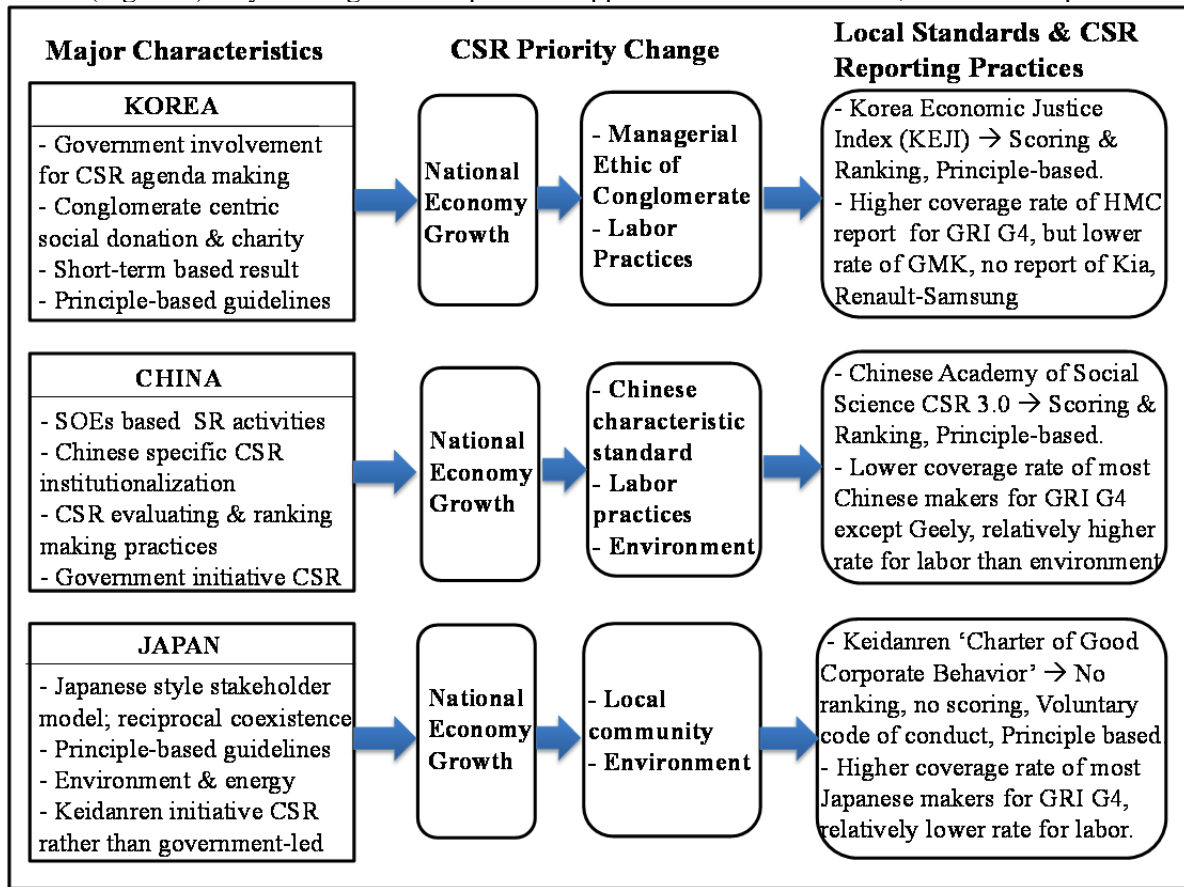 Major Characteristics
CSR Priority Change
Local Standards & CSR
Reporting Practices
KOREA
- Government involvement
for CSR agenda making
- Conglomerate centric
social donation & charity
- Short-term based result
- Principle-based guidelines
National
Economy
Growth
- Managerial
Ethic of
Conglomerate
- Labor
Practices
- Korea Economic Justice
Index (KEJI) → Scoring &
Ranking, Principle-based.
- Higher coverage rate of HMC
report for GRI G4, but lower
rate of GMK, no report of Kia,
Renault-Samsung
CHINA
- SOEs based SR activities
- Chinese specific CSR
institutionalization
- CSR evaluating & ranking
making practices
- Government initiative CSR
National
Economy
Growth
- Chinese
characteristic
standard
- Labor
practices
- Environment
- Chinese Academy of Social
Science CSR 3.0 → Scoring &
Ranking, Principle-based.
- Lower coverage rate of most
Chinese makers for GRI G4
except Geely, relatively higher
rate for labor than environment
JAPAN
- Japanese style stakeholder
model; reciprocal coexistence
- Principle-based guidelines
- Environment & energy
- Keidanren initiative CSR
rather than government-led
National
Economy
Growth
- Local
community
- Environment
- Keidanren ‘Charter of Good
Corporate Behavior’ → No
ranking, no scoring, Voluntary
code of conduct, Principle based.
- Higher coverage rate of most
Japanese makers for GRI G4,
relatively lower rate for labor.